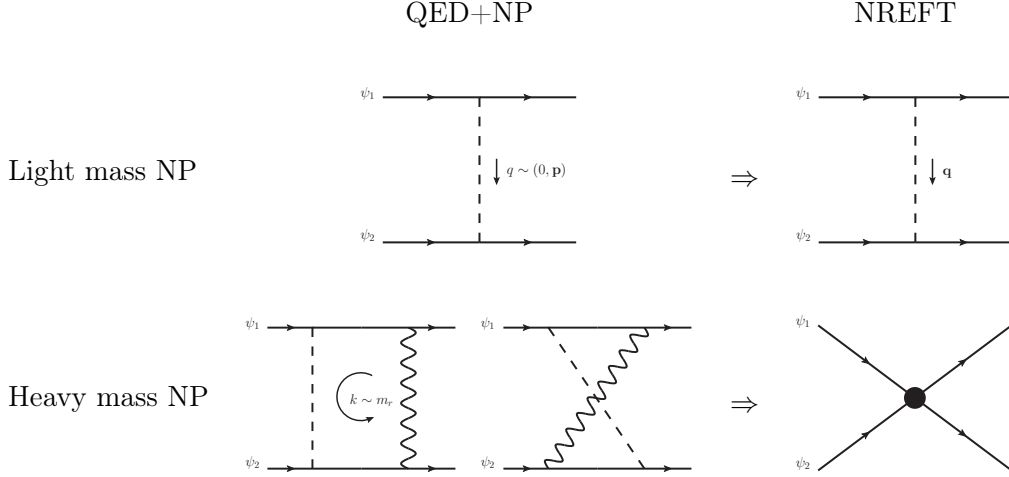 QED+NP NREFT
ψ₁ ψ₁
Light mass NP q ∼ (0, p) ⇒ q
ψ₂ ψ₂
ψ₁ ψ₁ ψ₁
Heavy mass NP k ∼ mᵣ ⇒
ψ₂ ψ₂ ψ₂